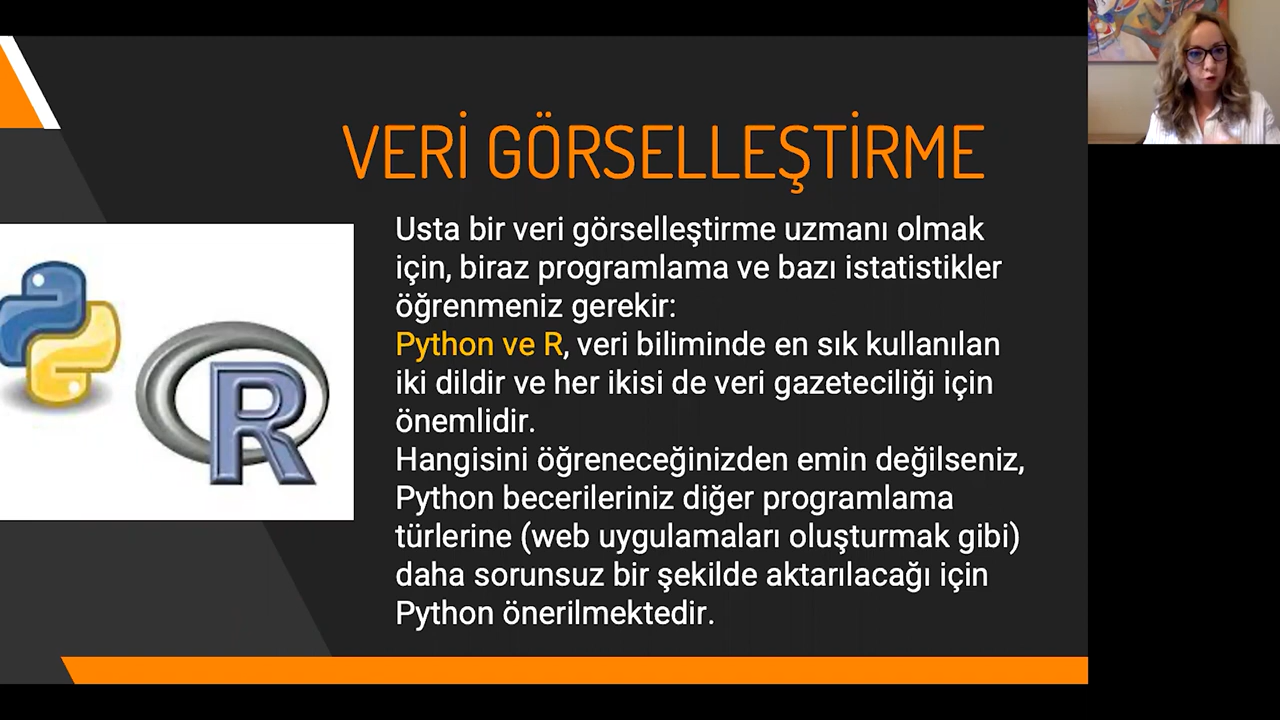 VERİ GÖRSELLEŞTİRME
Usta bir veri görselleştirme uzmanı olmak
için, biraz programlama ve bazı istatistikler
öğrenmeniz gerekir:
Python ve R, veri biliminde en sık kullanılan
iki dildir ve her ikisi de veri gazeteciliği için
önemlidir.
Hangisini öğreneceğinizden emin değilseniz,
Python becerileriniz diğer programlama
türlerine (web uygulamaları oluşturmak gibi)
daha sorunsuz bir şekilde aktarılacağı için
Python önerilmektedir.
R